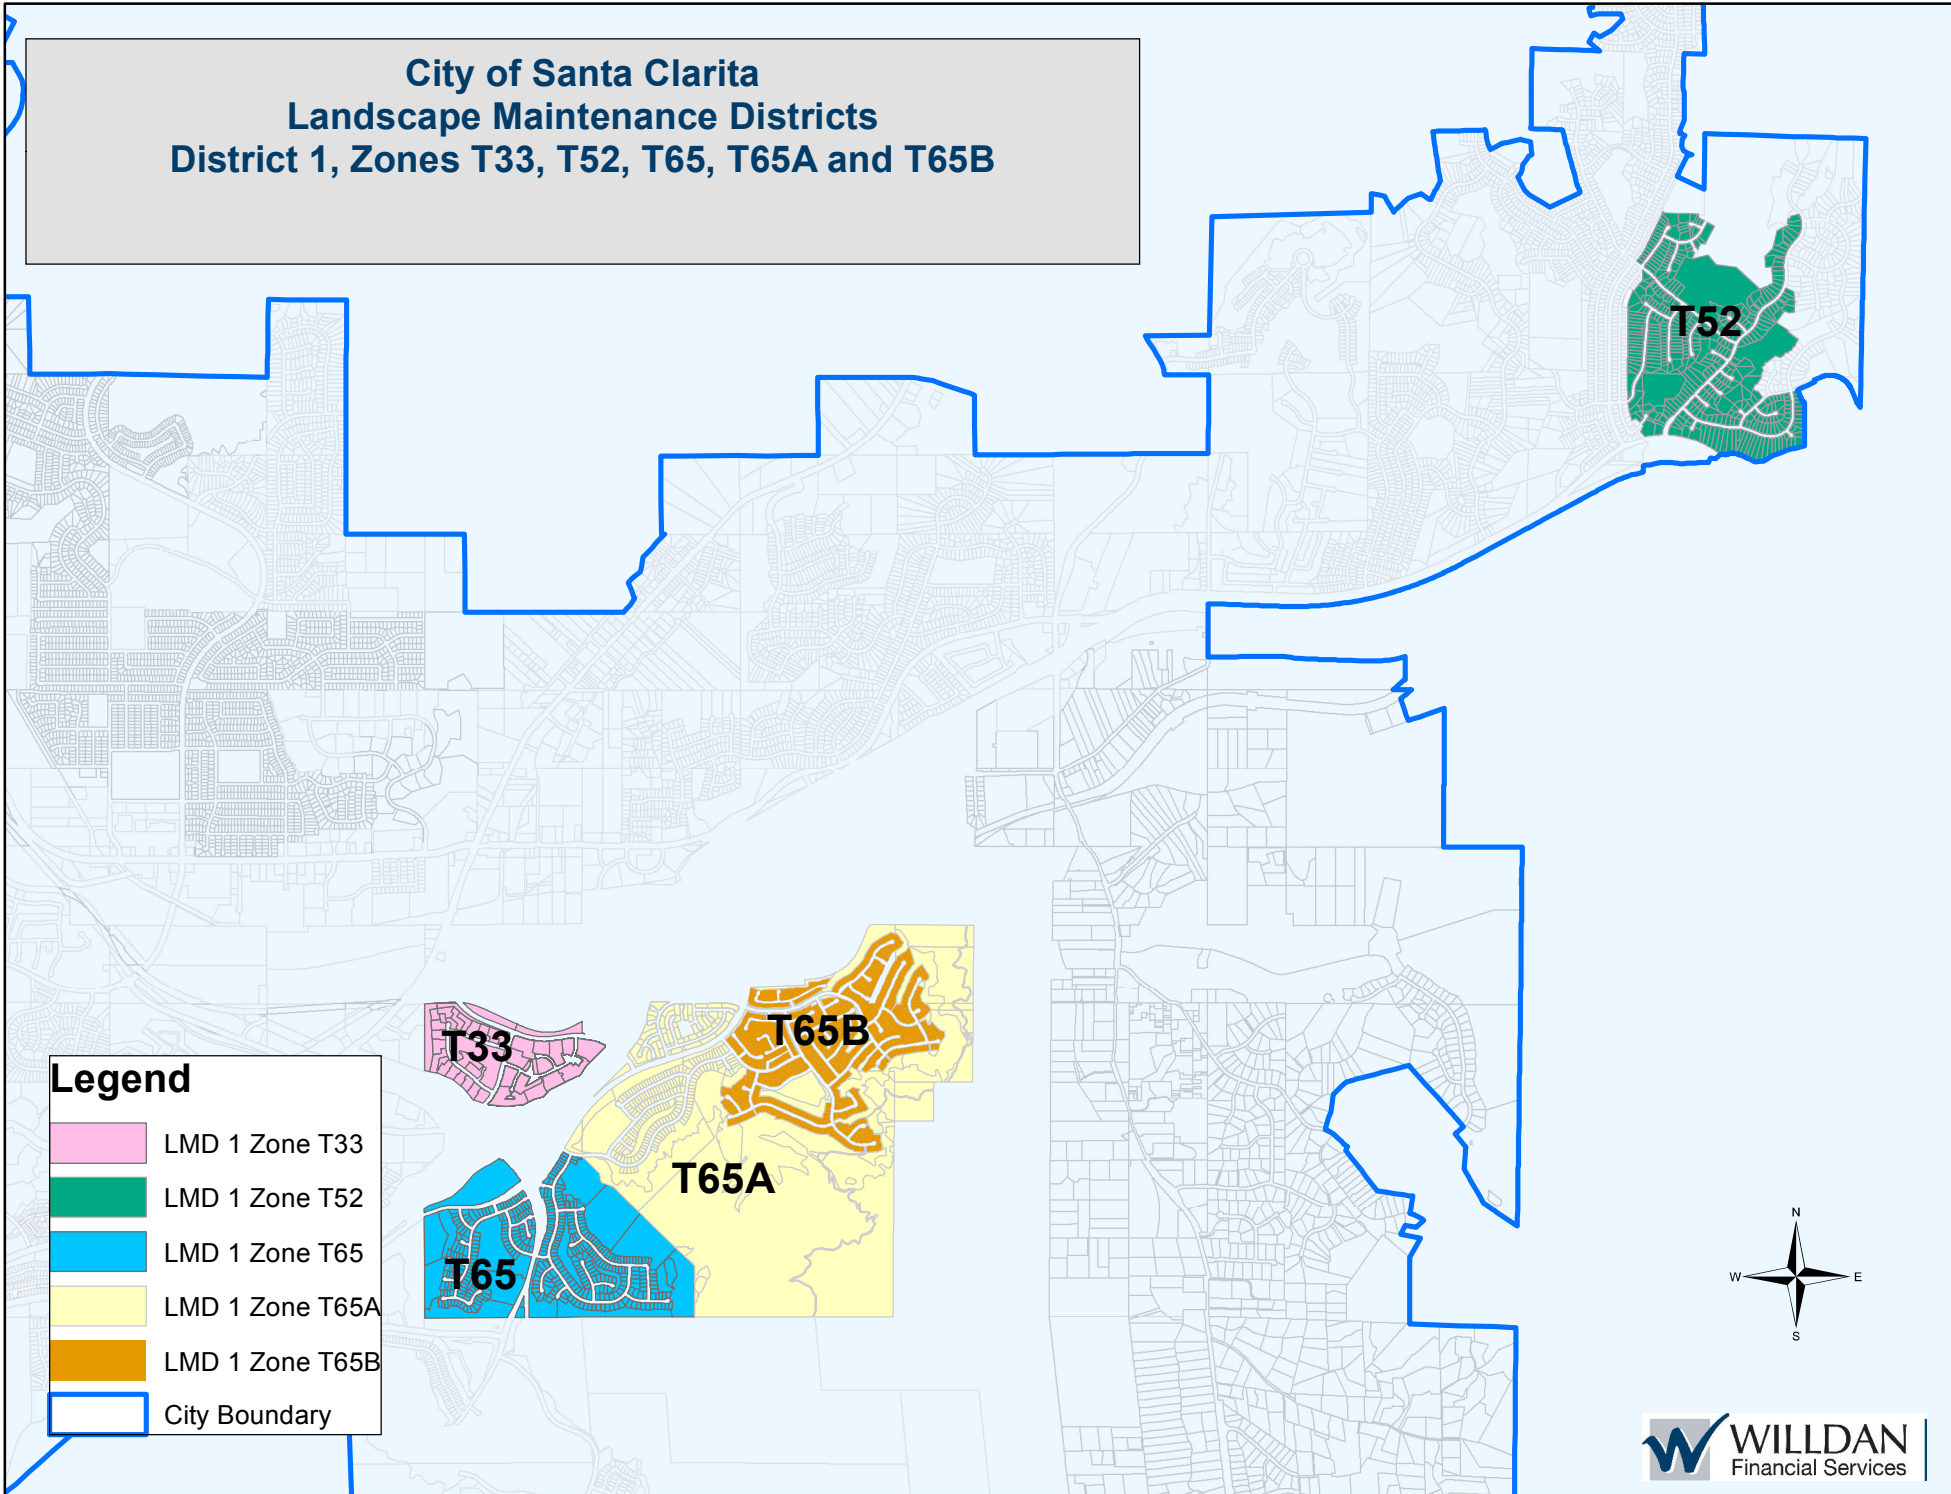 City of Santa Clarita
Landscape Maintenance Districts
District 1, Zones T33, T52, T65, T65A and T65B
T52
T65B
T33
T65A
T65
Legend
LMD 1 Zone T33
LMD 1 Zone T52
LMD 1 Zone T65
LMD 1 Zone T65A
LMD 1 Zone T65B
City Boundary
N
W E
S
WILLDAN
Financial Services